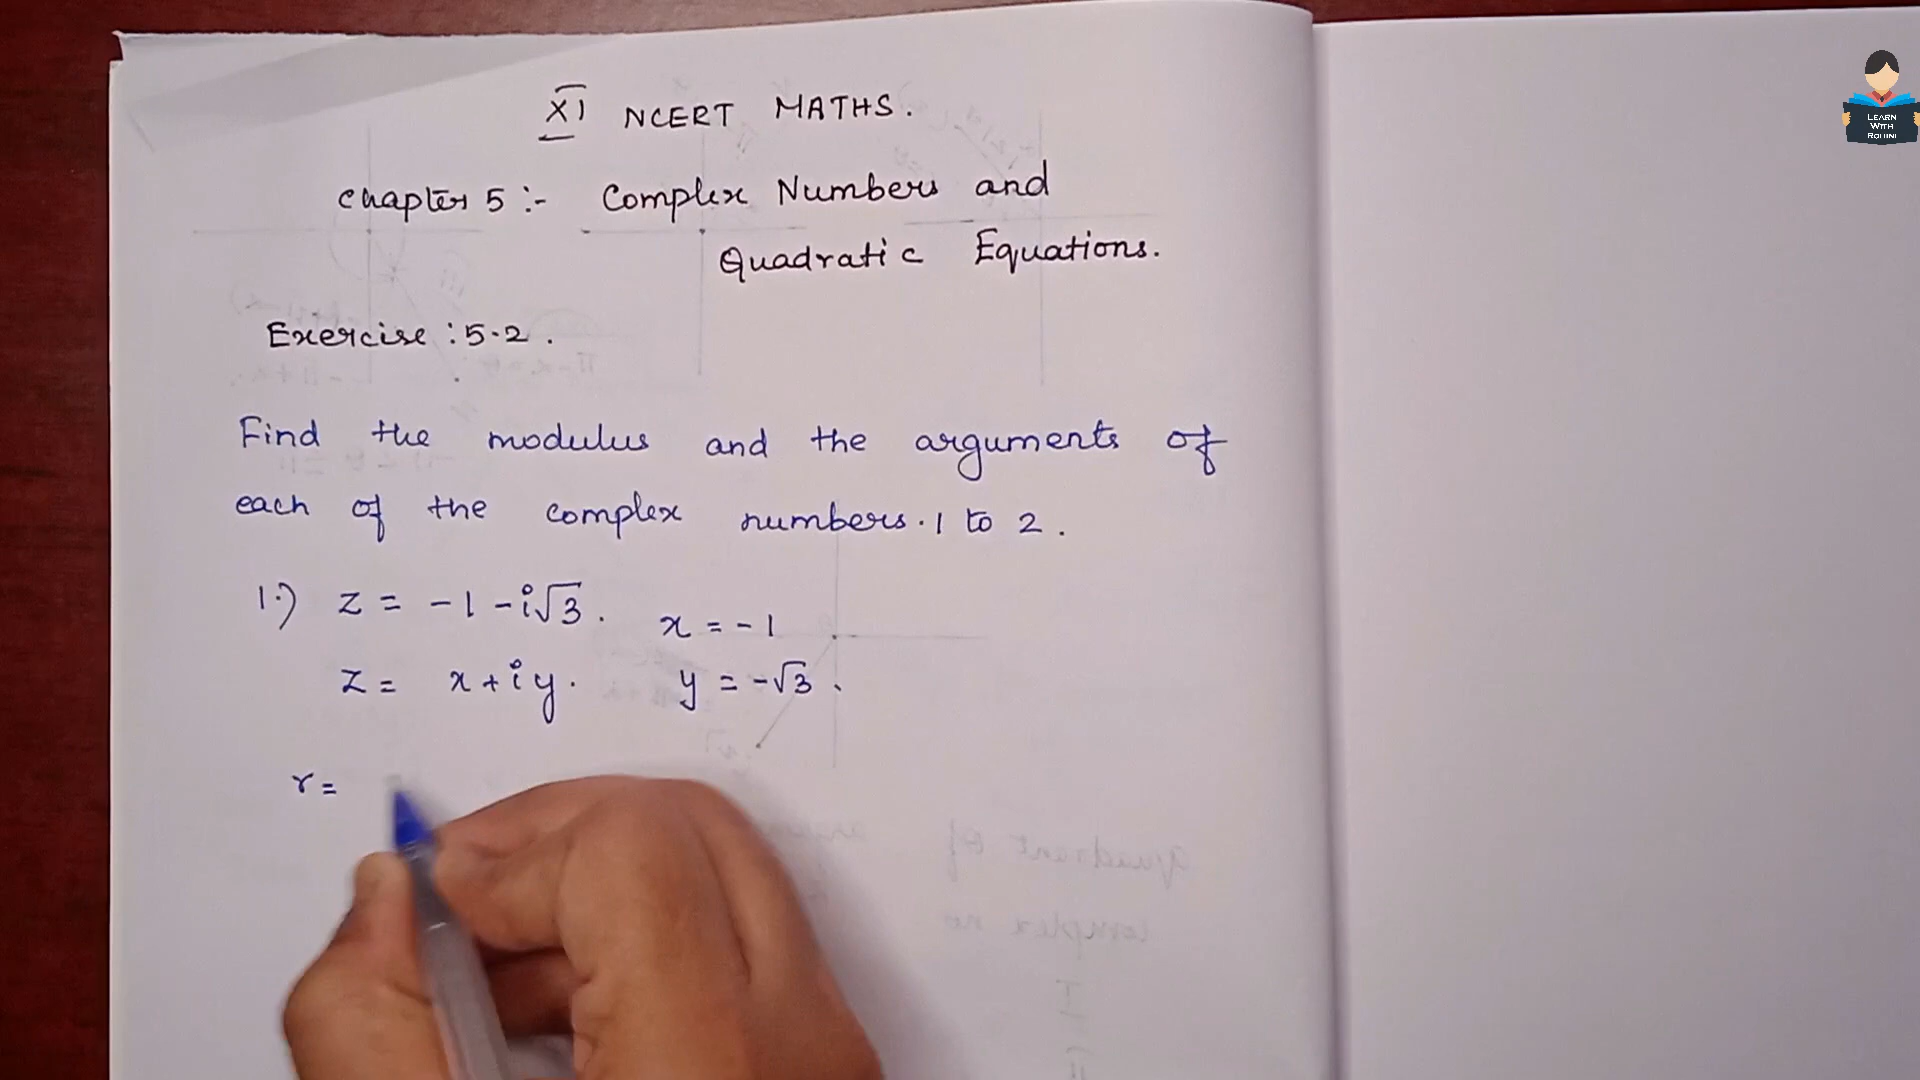 XI NCERT MATHS.
Chapter 5 :- Complex Numbers and
Quadratic Equations.
Exercise : 5.2.
Find the modulus and the arguments of
each of the complex numbers. 1 to 2.
1.) z = -1 - i√3. x = -1
z = x + iy. y = -√3.
r =
LEARN
WITH
ROHINI